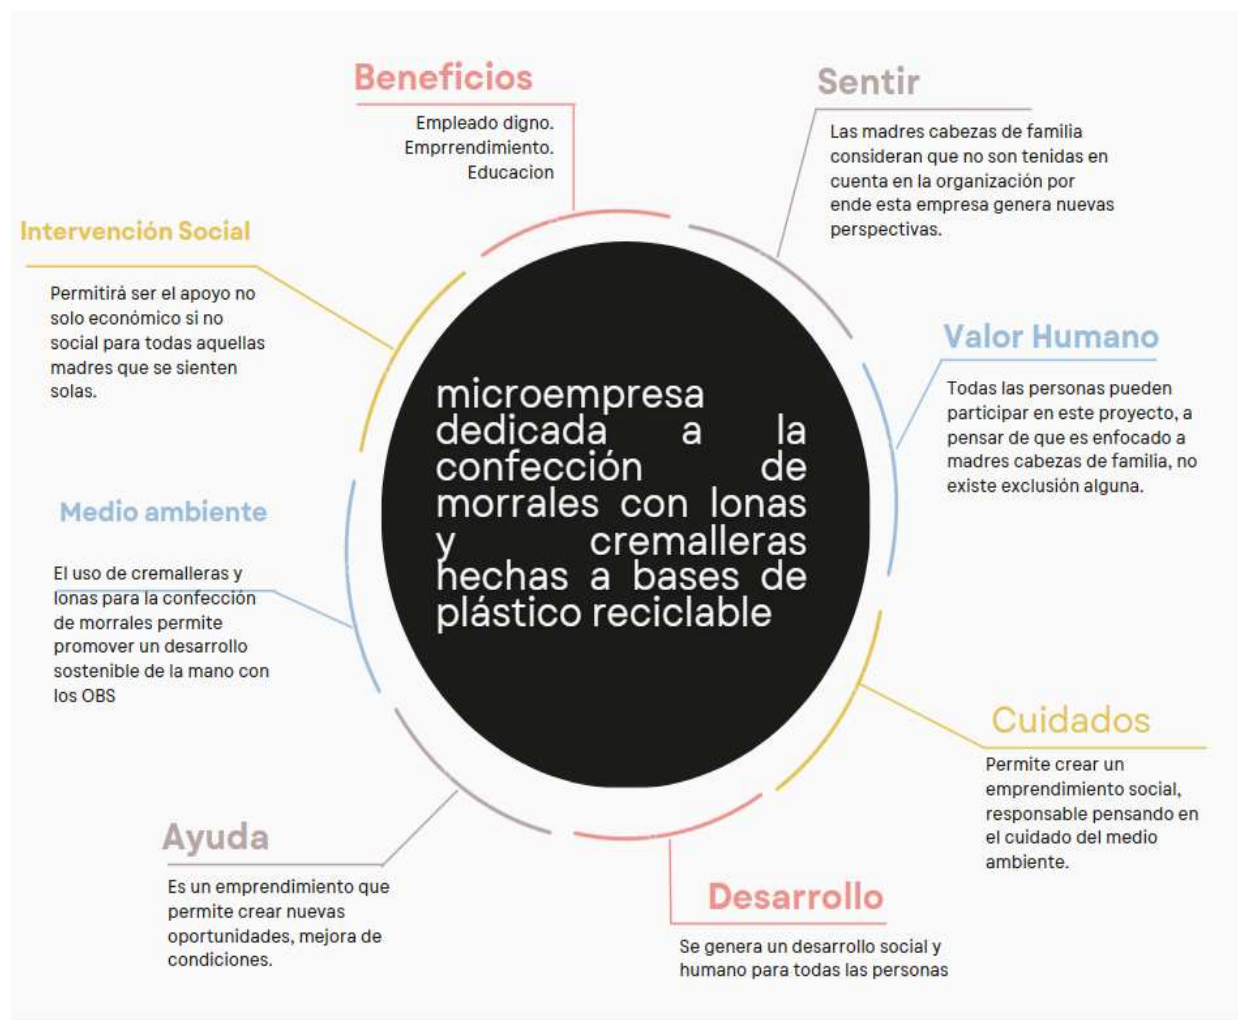 Beneficios
Empleado digno.
Emprrendimiento.
Educacion
Sentir
Las madres cabezas de familia
consideran que no son tenidas en
cuenta en la organización por
ende esta empresa genera nuevas
perspectivas.
Intervención Social
Permitirá ser el apoyo no
solo económico si no
social para todas aquellas
madres que se sienten
solas.
Valor Humano
Todas las personas pueden
participar en este proyecto, a
pensar de que es enfocado a
madres cabezas de familia, no
existe exclusión alguna.
microempresa
dedicada a la
confección de
morrales con lonas
y cremalleras
hechas a bases de
plástico reciclable
Medio ambiente
El uso de cremalleras y
lonas para la confección
de morrales permite
promover un desarrollo
sostenible de la mano con
los OBS
Cuidados
Permite crear un
emprendimiento social,
responsable pensando en
el cuidado del medio
ambiente.
Ayuda
Es un emprendimiento que
permite crear nuevas
oportunidades, mejora de
condiciones.
Desarrollo
Se genera un desarrollo social y
humano para todas las personas